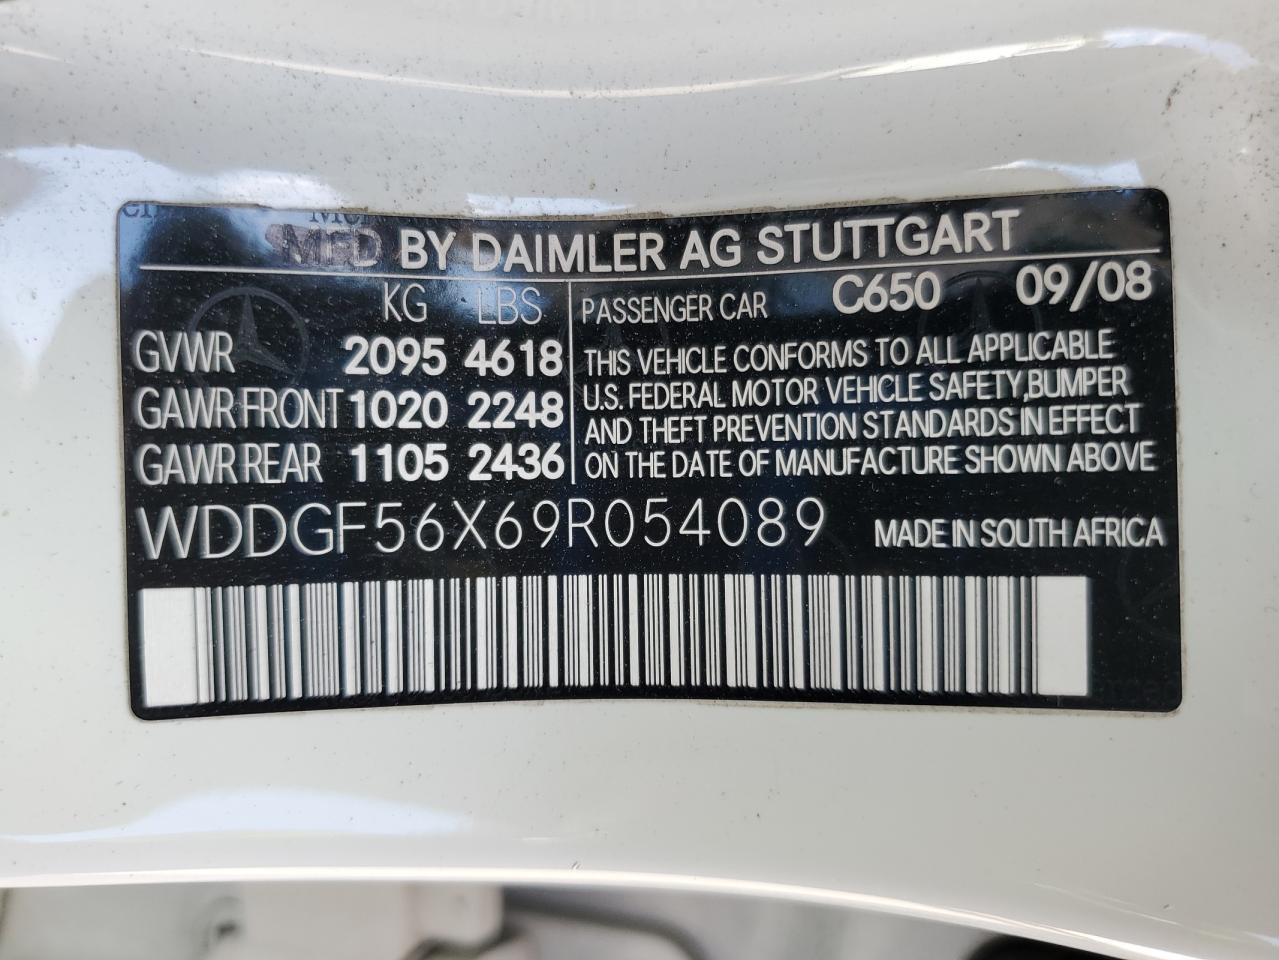 MFD BY DAIMLER AG STUTTGART
KG LBS
GVWR 2095 4618
GAWR FRONT 1020 2248
GAWR REAR 1105 2436
PASSENGER CAR C650 09/08
THIS VEHICLE CONFORMS TO ALL APPLICABLE
U.S. FEDERAL MOTOR VEHICLE SAFETY,BUMPER
AND THEFT PREVENTION STANDARDS IN EFFECT
ON THE DATE OF MANUFACTURE SHOWN ABOVE
WDDGF56X69R054089 MADE IN SOUTH AFRICA